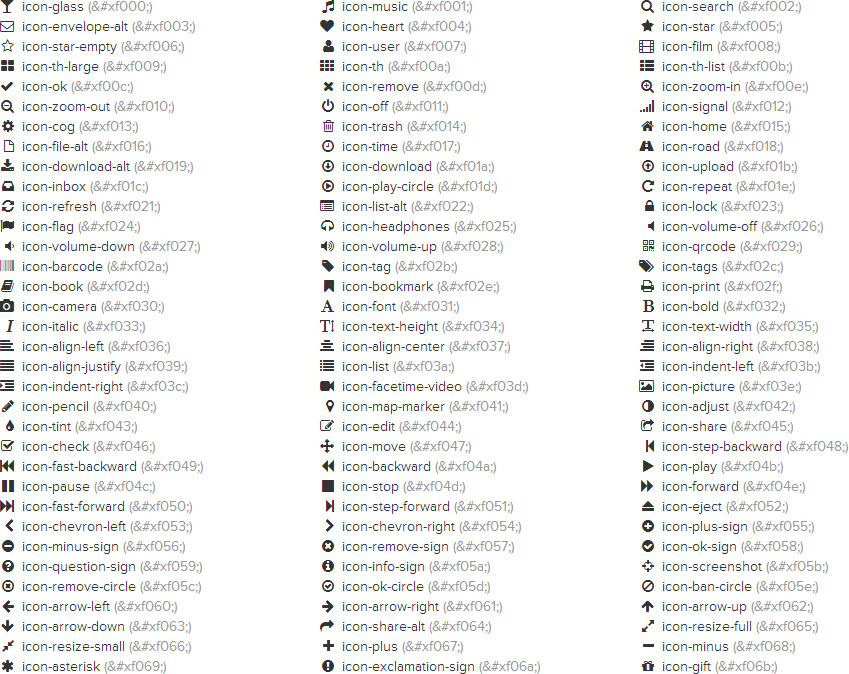 icon-glass (&#xf000;) icon-music (&#xf001;) icon-search (&#xf002;)
icon-envelope-alt (&#xf003;) icon-heart (&#xf004;) icon-star (&#xf005;)
icon-star-empty (&#xf006;) icon-user (&#xf007;) icon-film (&#xf008;)
icon-th-large (&#xf009;) icon-th (&#xf00a;) icon-th-list (&#xf00b;)
icon-ok (&#xf00c;) icon-remove (&#xf00d;) icon-zoom-in (&#xf00e;)
icon-zoom-out (&#xf010;) icon-off (&#xf011;) icon-signal (&#xf012;)
icon-cog (&#xf013;) icon-trash (&#xf014;) icon-home (&#xf015;)
icon-file-alt (&#xf016;) icon-time (&#xf017;) icon-road (&#xf018;)
icon-download-alt (&#xf019;) icon-download (&#xf01a;) icon-upload (&#xf01b;)
icon-inbox (&#xf01c;) icon-play-circle (&#xf01d;) icon-repeat (&#xf01e;)
icon-refresh (&#xf021;) icon-list-alt (&#xf022;) icon-lock (&#xf023;)
icon-flag (&#xf024;) icon-headphones (&#xf025;) icon-volume-off (&#xf026;)
icon-volume-down (&#xf027;) icon-volume-up (&#xf028;) icon-qrcode (&#xf029;)
icon-barcode (&#xf02a;) icon-tag (&#xf02b;) icon-tags (&#xf02c;)
icon-book (&#xf02d;) icon-bookmark (&#xf02e;) icon-print (&#xf02f;)
icon-camera (&#xf030;) icon-font (&#xf031;) icon-bold (&#xf032;)
icon-italic (&#xf033;) icon-text-height (&#xf034;) icon-text-width (&#xf035;)
icon-align-left (&#xf036;) icon-align-center (&#xf037;) icon-align-right (&#xf038;)
icon-align-justify (&#xf039;) icon-list (&#xf03a;) icon-indent-left (&#xf03b;)
icon-indent-right (&#xf03c;) icon-facetime-video (&#xf03d;) icon-picture (&#xf03e;)
icon-pencil (&#xf040;) icon-map-marker (&#xf041;) icon-adjust (&#xf042;)
icon-tint (&#xf043;) icon-edit (&#xf044;) icon-share (&#xf045;)
icon-check (&#xf046;) icon-move (&#xf047;) icon-step-backward (&#xf048;)
icon-fast-backward (&#xf049;) icon-backward (&#xf04a;) icon-play (&#xf04b;)
icon-pause (&#xf04c;) icon-stop (&#xf04d;) icon-forward (&#xf04e;)
icon-fast-forward (&#xf050;) icon-step-forward (&#xf051;) icon-eject (&#xf052;)
icon-chevron-left (&#xf053;) icon-chevron-right (&#xf054;) icon-plus-sign (&#xf055;)
icon-minus-sign (&#xf056;) icon-remove-sign (&#xf057;) icon-ok-sign (&#xf058;)
icon-question-sign (&#xf059;) icon-info-sign (&#xf05a;) icon-screenshot (&#xf05b;)
icon-remove-circle (&#xf05c;) icon-ok-circle (&#xf05d;) icon-ban-circle (&#xf05e;)
icon-arrow-left (&#xf060;) icon-arrow-right (&#xf061;) icon-arrow-up (&#xf062;)
icon-arrow-down (&#xf063;) icon-share-alt (&#xf064;) icon-resize-full (&#xf065;)
icon-resize-small (&#xf066;) icon-plus (&#xf067;) icon-minus (&#xf068;)
icon-asterisk (&#xf069;) icon-exclamation-sign (&#xf06a;) icon-gift (&#xf06b;)